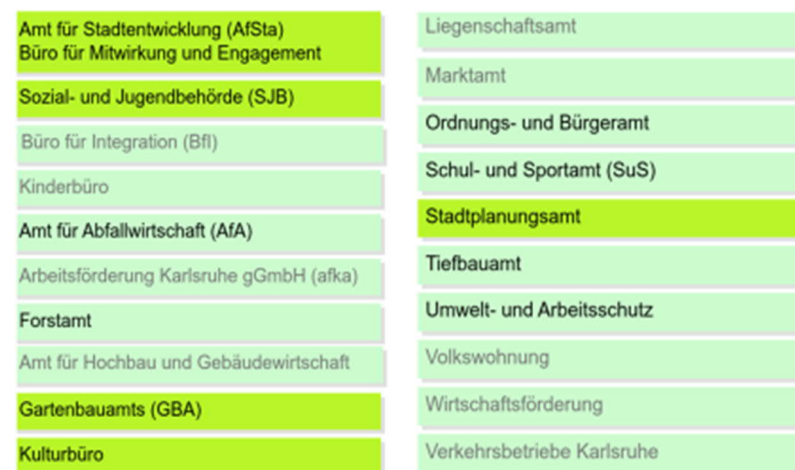 Amt für Stadtentwicklung (AfSta)
Büro für Mitwirkung und Engagement
Sozial- und Jugendbehörde (SJB)
Büro für Integration (BfI)
Kinderbüro
Amt für Abfallwirtschaft (AfA)
Arbeitsförderung Karlsruhe gGmbH (afka)
Forstamt
Amt für Hochbau und Gebäudewirtschaft
Gartenbauamts (GBA)
Kulturbüro
Liegenschaftsamt
Marktamt
Ordnungs- und Bürgeramt
Schul- und Sportamt (SuS)
Stadtplanungsamt
Tiefbauamt
Umwelt- und Arbeitsschutz
Volkswohnung
Wirtschaftsförderung
Verkehrsbetriebe Karlsruhe